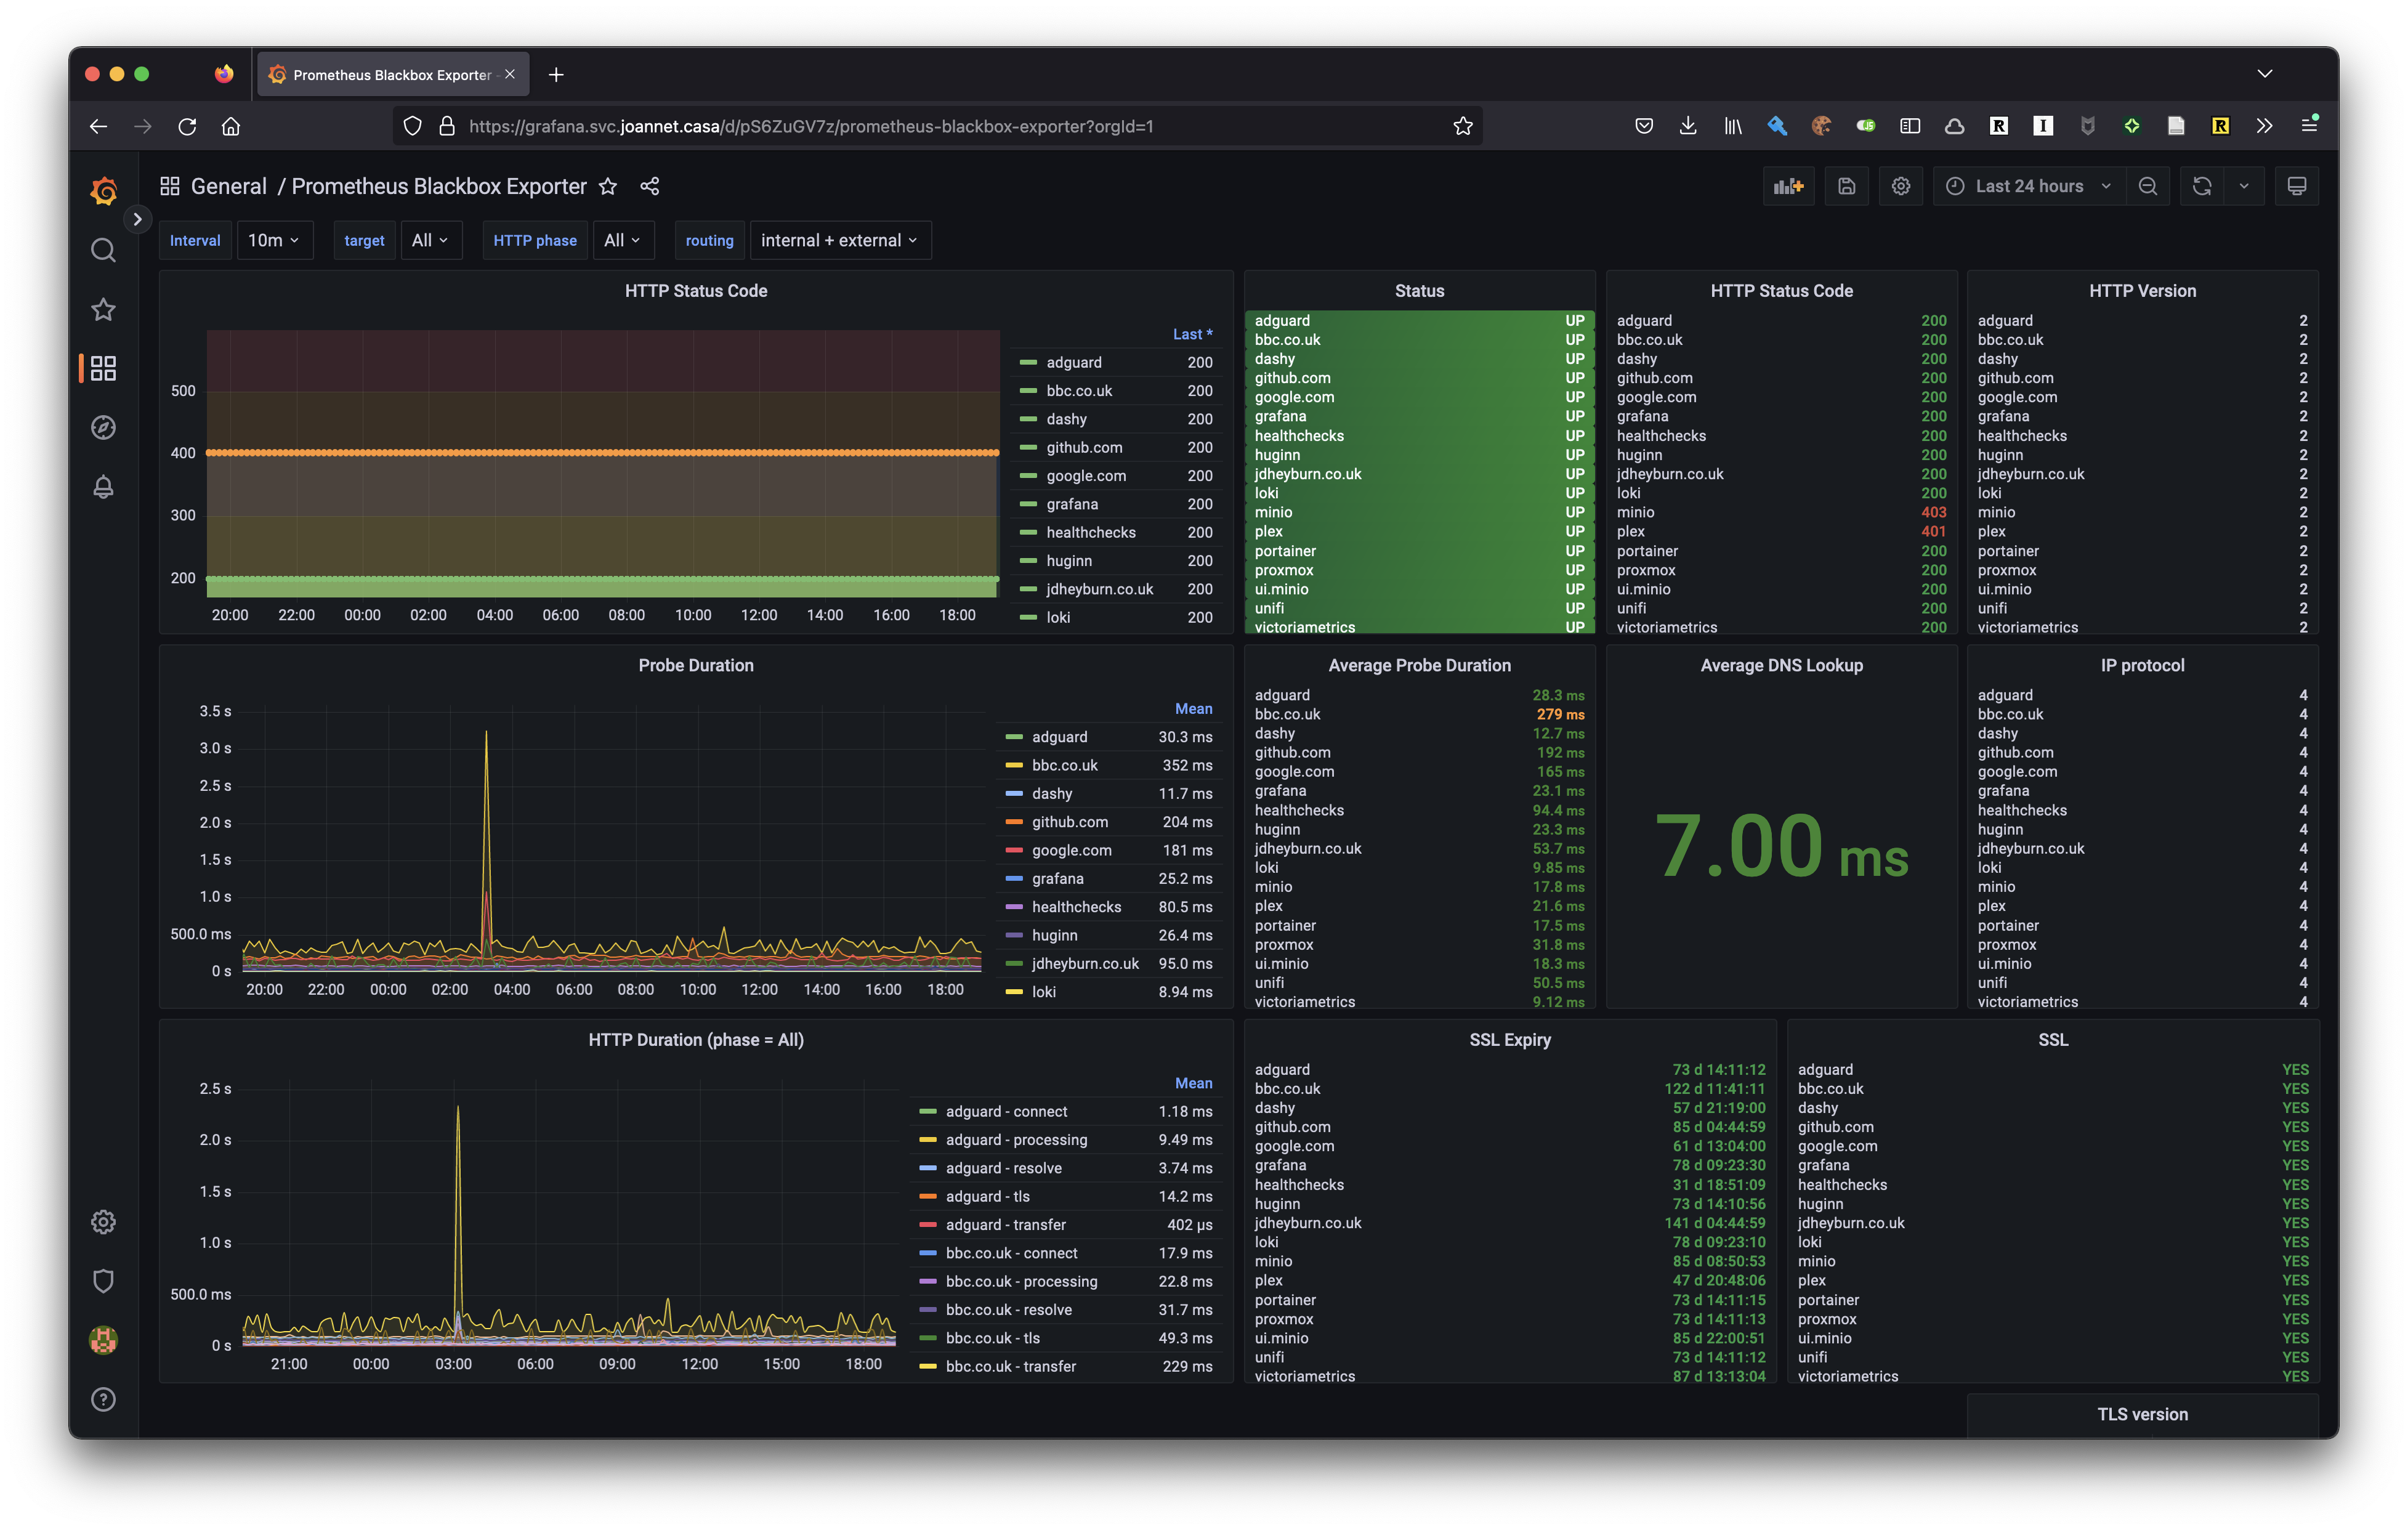 Prometheus Blackbox Exporter -
https://grafana.svc.joannet.casa/d/pS6ZuGV7z/prometheus-blackbox-exporter?orgId=1
General / Prometheus Blackbox Exporter
Last 24 hours
Interval 10m target All HTTP phase All routing internal + external
HTTP Status Code
500
400
300
200
20:00 22:00 00:00 02:00 04:00 06:00 08:00 10:00 12:00 14:00 16:00 18:00
Last *
adguard 200
bbc.co.uk 200
dashy 200
github.com 200
google.com 200
grafana 200
healthchecks 200
huginn 200
jdheyburn.co.uk 200
loki 200
Status
adguard UP
bbc.co.uk UP
dashy UP
github.com UP
google.com UP
grafana UP
healthchecks UP
huginn UP
jdheyburn.co.uk UP
loki UP
minio UP
plex UP
portainer UP
proxmox UP
ui.minio UP
unifi UP
victoriametrics UP
HTTP Status Code
adguard 200
bbc.co.uk 200
dashy 200
github.com 200
google.com 200
grafana 200
healthchecks 200
huginn 200
jdheyburn.co.uk 200
loki 200
minio 403
plex 401
portainer 200
proxmox 200
ui.minio 200
unifi 200
victoriametrics 200
HTTP Version
adguard 2
bbc.co.uk 2
dashy 2
github.com 2
google.com 2
grafana 2
healthchecks 2
huginn 2
jdheyburn.co.uk 2
loki 2
minio 2
plex 2
portainer 2
proxmox 2
ui.minio 2
unifi 2
victoriametrics 2
Probe Duration
3.5 s
3.0 s
2.5 s
2.0 s
1.5 s
1.0 s
500.0 ms
0 s
20:00 22:00 00:00 02:00 04:00 06:00 08:00 10:00 12:00 14:00 16:00 18:00
Mean
adguard 30.3 ms
bbc.co.uk 352 ms
dashy 11.7 ms
github.com 204 ms
google.com 181 ms
grafana 25.2 ms
healthchecks 80.5 ms
huginn 26.4 ms
jdheyburn.co.uk 95.0 ms
loki 8.94 ms
Average Probe Duration
adguard 28.3 ms
bbc.co.uk 279 ms
dashy 12.7 ms
github.com 192 ms
google.com 165 ms
grafana 23.1 ms
healthchecks 94.4 ms
huginn 23.3 ms
jdheyburn.co.uk 53.7 ms
loki 9.85 ms
minio 17.8 ms
plex 21.6 ms
portainer 17.5 ms
proxmox 31.8 ms
ui.minio 18.3 ms
unifi 50.5 ms
victoriametrics 9.12 ms
Average DNS Lookup
7.00 ms
IP protocol
adguard 4
bbc.co.uk 4
dashy 4
github.com 4
google.com 4
grafana 4
healthchecks 4
huginn 4
jdheyburn.co.uk 4
loki 4
minio 4
plex 4
portainer 4
proxmox 4
ui.minio 4
unifi 4
victoriametrics 4
HTTP Duration (phase = All)
2.5 s
2.0 s
1.5 s
1.0 s
500.0 ms
0 s
21:00 00:00 03:00 06:00 09:00 12:00 15:00 18:00
Mean
adguard - connect 1.18 ms
adguard - processing 9.49 ms
adguard - resolve 3.74 ms
adguard - tls 14.2 ms
adguard - transfer 402 µs
bbc.co.uk - connect 17.9 ms
bbc.co.uk - processing 22.8 ms
bbc.co.uk - resolve 31.7 ms
bbc.co.uk - tls 49.3 ms
bbc.co.uk - transfer 229 ms
SSL Expiry
adguard 73 d 14:11:12
bbc.co.uk 122 d 11:41:11
dashy 57 d 21:19:00
github.com 85 d 04:44:59
google.com 61 d 13:04:00
grafana 78 d 09:23:30
healthchecks 31 d 18:51:09
huginn 73 d 14:10:56
jdheyburn.co.uk 141 d 04:44:59
loki 78 d 09:23:10
minio 85 d 08:50:53
plex 47 d 20:48:06
portainer 73 d 14:11:15
proxmox 73 d 14:11:13
ui.minio 85 d 22:00:51
unifi 73 d 14:11:12
victoriametrics 87 d 13:13:04
SSL
adguard YES
bbc.co.uk YES
dashy YES
github.com YES
google.com YES
grafana YES
healthchecks YES
huginn YES
jdheyburn.co.uk YES
loki YES
minio YES
plex YES
portainer YES
proxmox YES
ui.minio YES
unifi YES
victoriametrics YES
TLS version